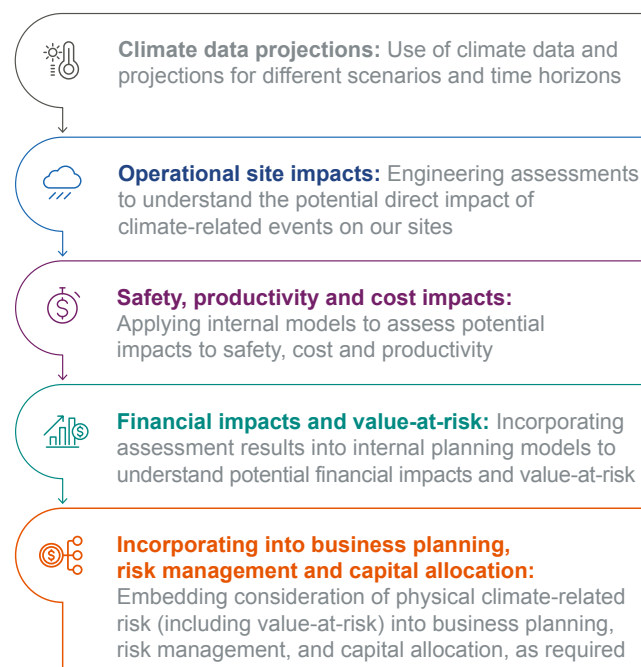 Climate data projections: Use of climate data and
projections for different scenarios and time horizons
Operational site impacts: Engineering assessments
to understand the potential direct impact of
climate-related events on our sites
Safety, productivity and cost impacts:
Applying internal models to assess potential
impacts to safety, cost and productivity
Financial impacts and value-at-risk: Incorporating
assessment results into internal planning models to
understand potential financial impacts and value-at-risk
Incorporating into business planning,
risk management and capital allocation:
Embedding consideration of physical climate-related
risk (including value-at-risk) into business planning,
risk management, and capital allocation, as required